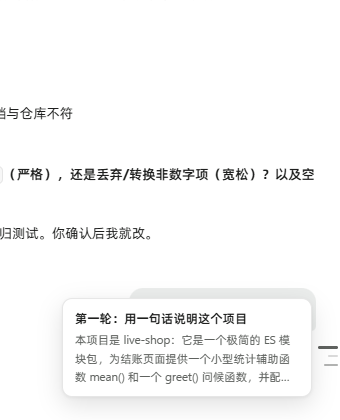 与仓库不符
（严格），还是丢弃/转换非数字项（宽松）？以及空
归测试。你确认后我就改。
第一轮：用一句话说明这个项目
本项目是 live-shop：它是一个极简的 ES 模
块包，为结账页面提供一个小型统计辅助函
数 mean() 和一个 greet() 问候函数，并配...